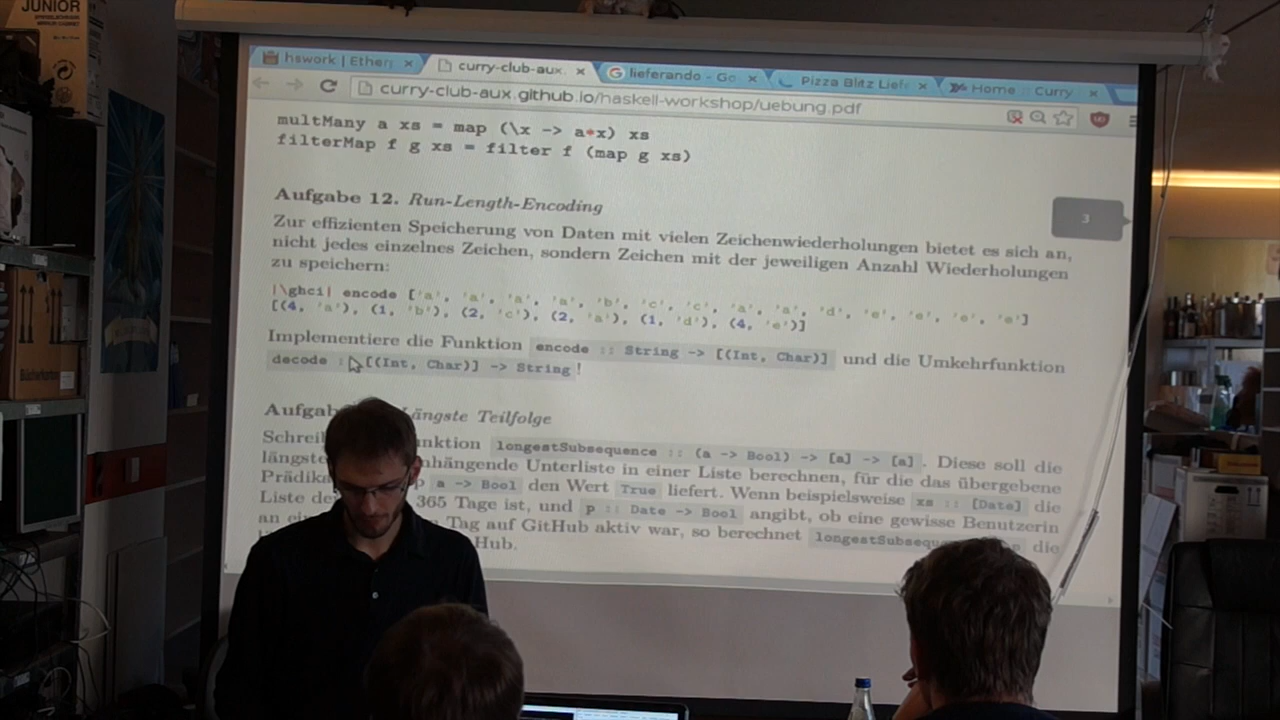 JUNIOR
hswork | Ether
curry-club-aux.
lieferando - Go
Pizza Blitz Lief
Home : Curry
curry-club-aux.github.io/haskell-workshop/uebung.pdf
multMany a xs = map (\x -> a*x) xs
filterMap f g xs = filter f (map g xs)
3
Aufgabe 12. Run-Length-Encoding
Zur effizienten Speicherung von Daten mit vielen Zeichenwiederholungen bietet es sich an,
nicht jedes einzelnes Zeichen, sondern Zeichen mit der jeweiligen Anzahl Wiederholungen
zu speichern:
|\ghci| encode ['a', 'a', 'a', 'a', 'b', 'c', 'c', 'a', 'a', 'd', 'e', 'e', 'e', 'e']
[(4, 'a'), (1, 'b'), (2, 'c'), (2, 'a'), (1, 'd'), (4, 'e')]
Implementiere die Funktion encode :: String -> [(Int, Char)] und die Umkehrfunktion
decode : [(Int, Char)] -> String !
Aufgab Längste Teilfolge
Schrei nktion longestSubsequence :: (a -> Bool) -> [a] -> [a] . Diese soll die
längste nhängende Unterliste in einer Liste berechnen, für die das übergebene
Prädika p a -> Bool den Wert True liefert. Wenn beispielsweise xs :: [Date] die
Liste de 365 Tage ist, und p :: Date -> Bool angibt, ob eine gewisse Benutzerin
an ein Tag auf GitHub aktiv war, so berechnet longestSubseque p die
Hub.